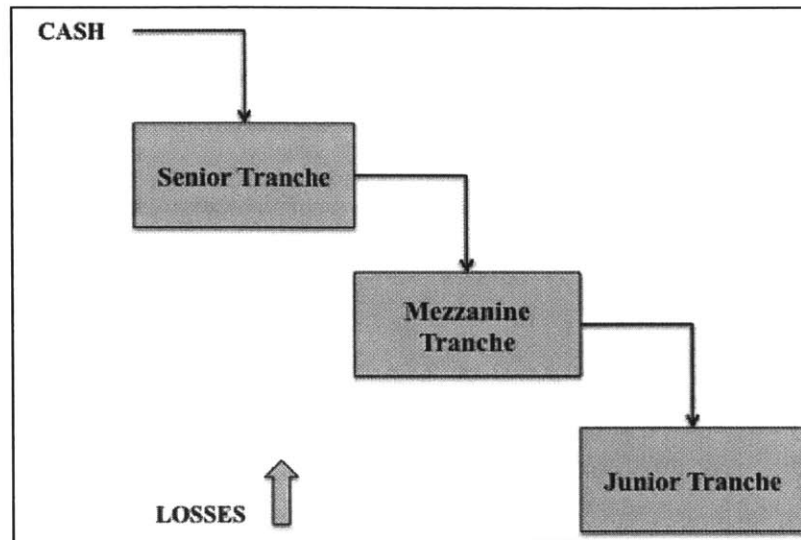 CASH
Senior Tranche
Mezzanine
Tranche
Junior Tranche
LOSSES